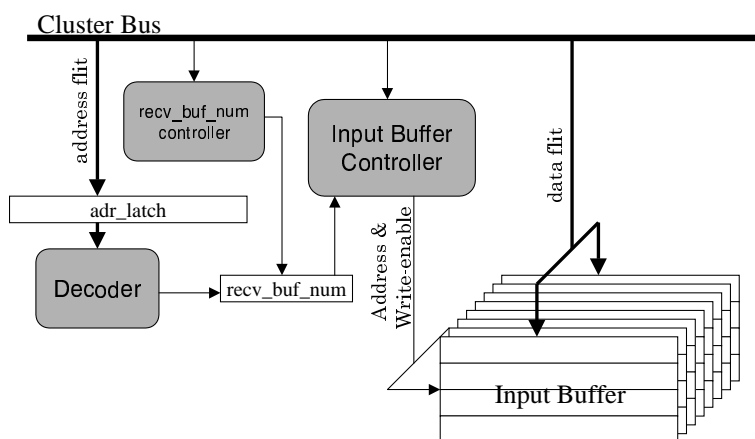 Cluster Bus
address flit
recv_buf_num
controller
Input Buffer
Controller
data flit
adr_latch
Decoder
recv_buf_num
Address &
Write-enable
Input Buffer